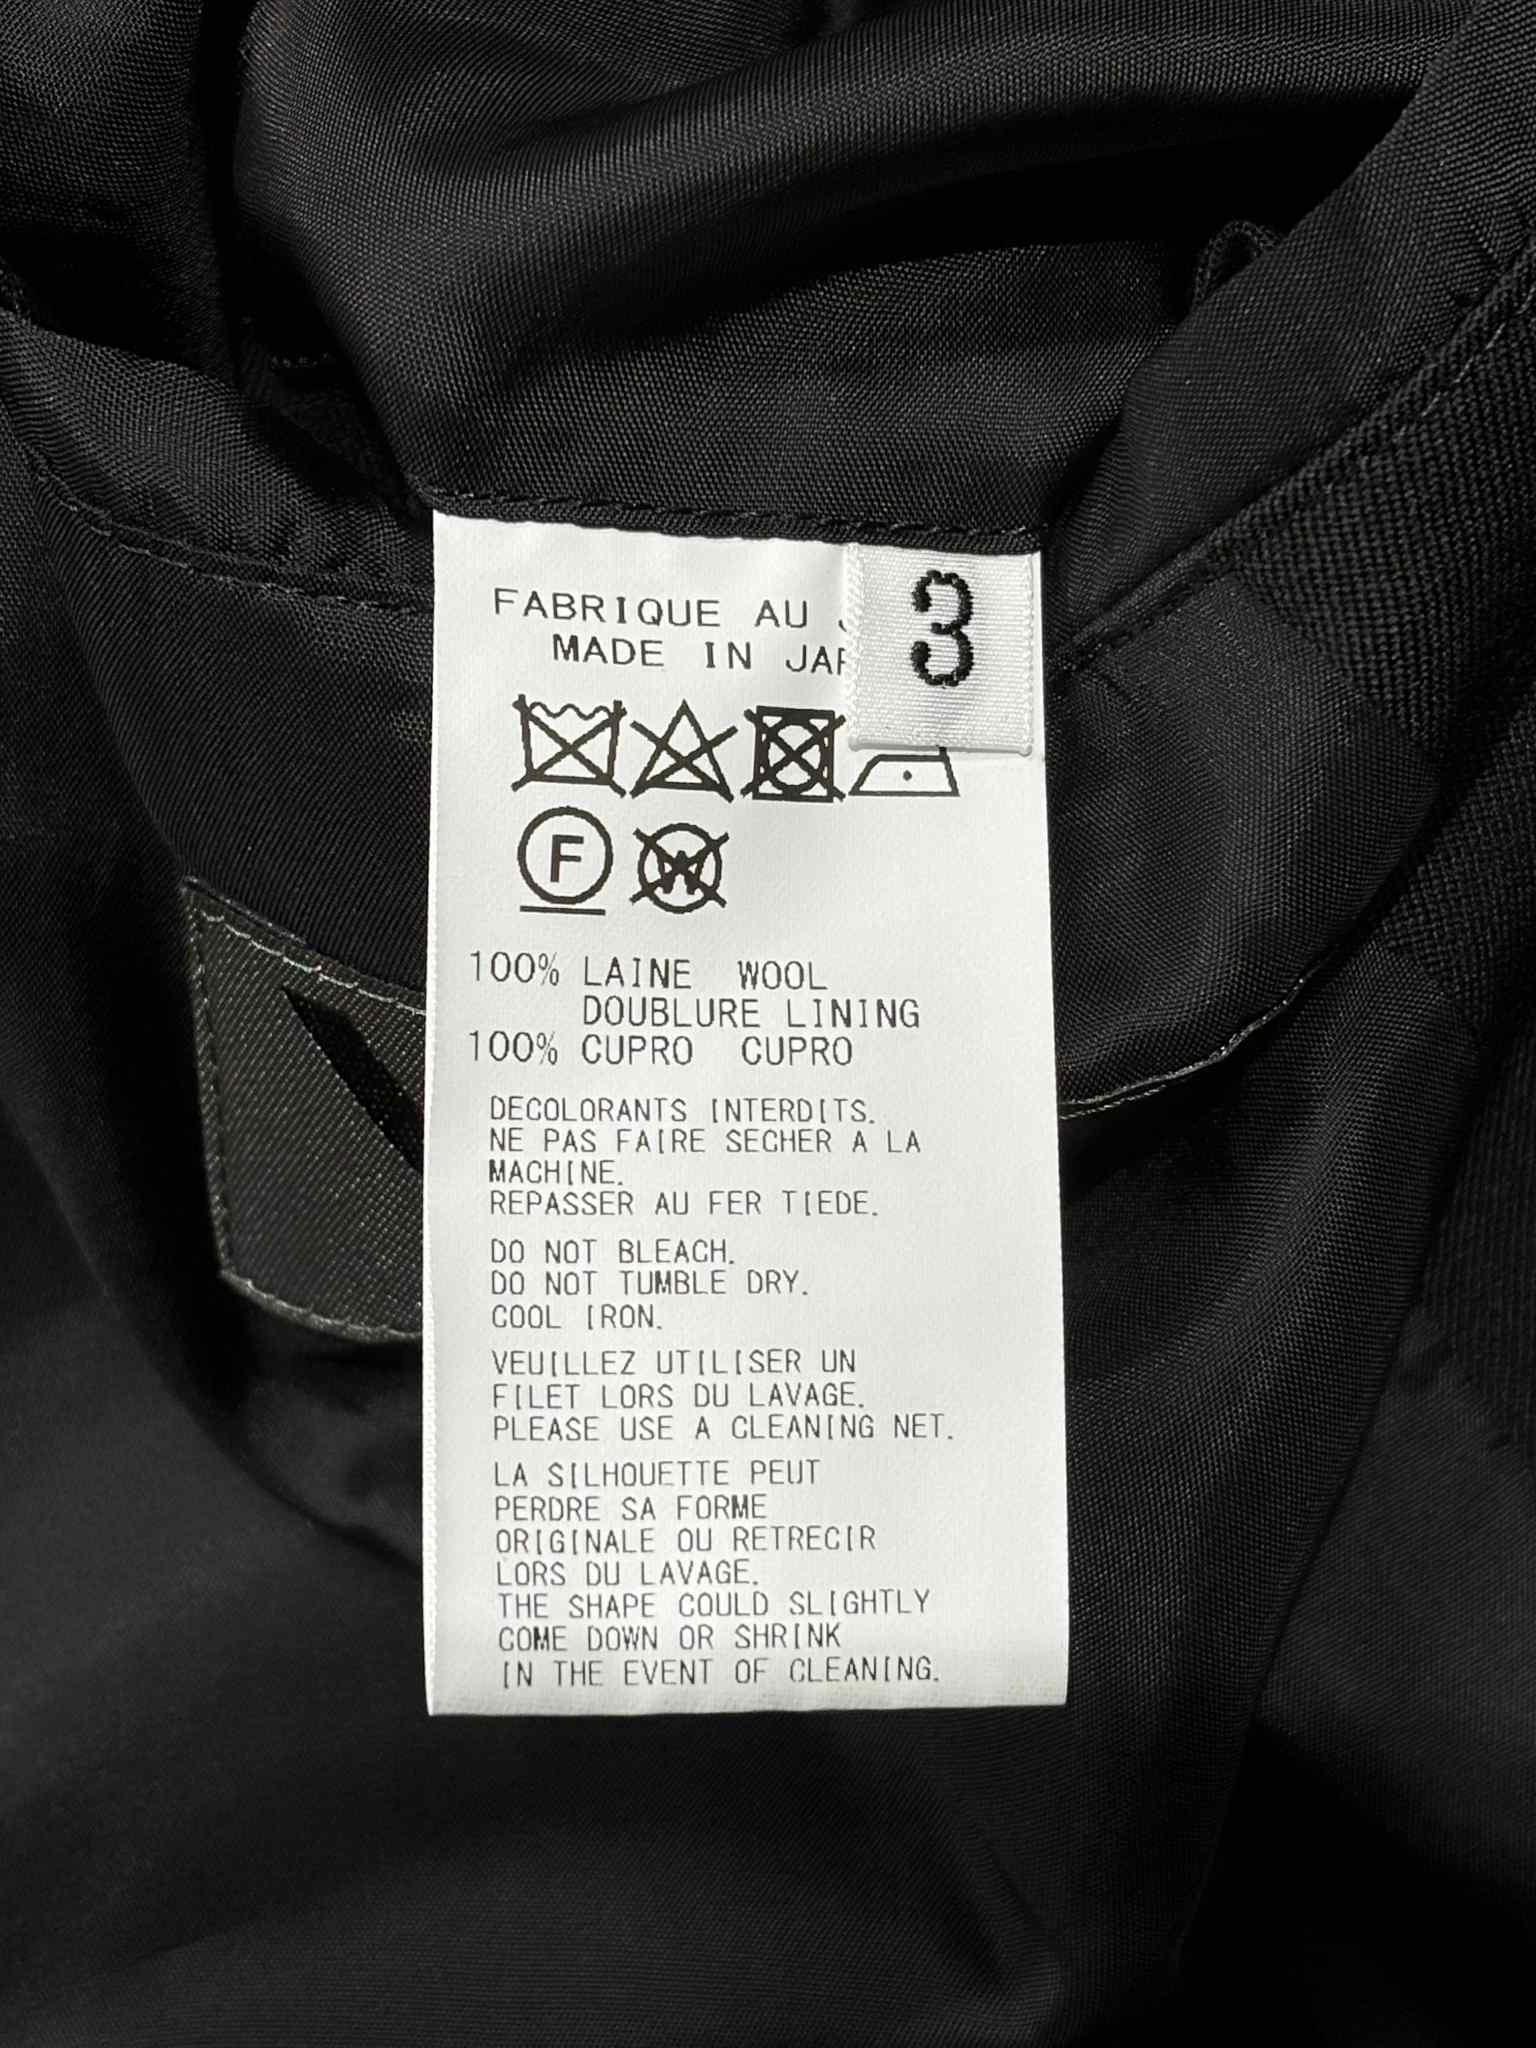 FABRIQUE AU
3
MADE IN
100% LAINE WOOL
DOUBLURE LINING
100% CUPRO CUPRO
DECOLORANTS INTERDITS.
NE PAS FAIRE SECHER A LA
MACHINE.
REPASSER AU FER TIEDE.
DO NOT BLEACH.
DO NOT TUMBLE DRY.
COOL IRON.
VEUILLEZ UTILISER UN
FILET LORS DU LAVAGE.
PLEASE USE A CLEANING NET.
LA SILHOUETTE PEUT
PERDRE SA FORME
ORIGINALE OU RETRECIR
LORS DU LAVAGE.
THE SHAPE COULD SLIGHTLY
COME DOWN OR SHRINK
IN THE EVENT OF CLEANING.
F
W